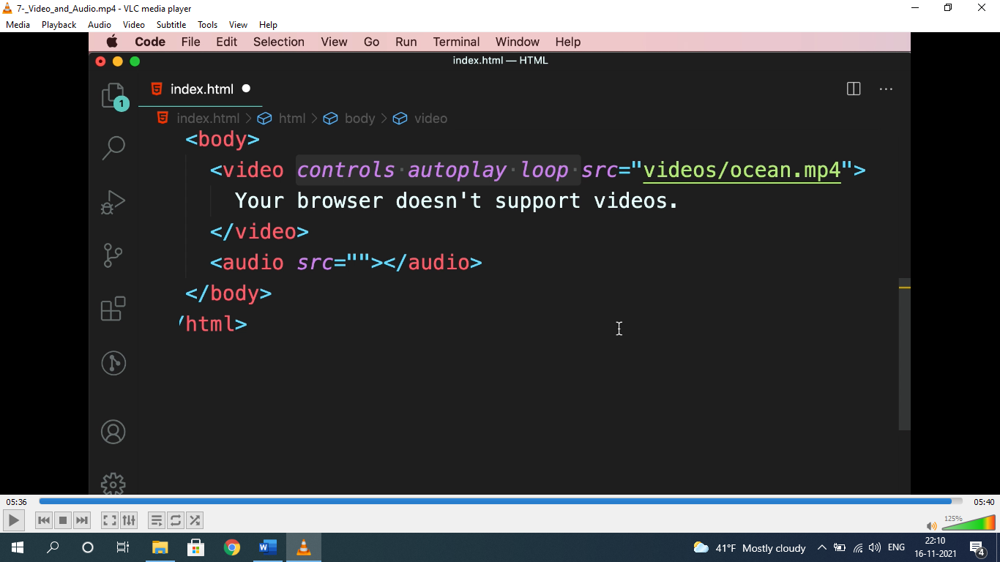 7-_Video_and_Audio.mp4 - VLC media player
Media Playback Audio Video Subtitle Tools View Help
Code File Edit Selection View Go Run Terminal Window Help
index.html — HTML
index.html
1
index.html > html > body > video
<body>
<video controls autoplay loop src="videos/ocean.mp4">
Your browser doesn't support videos.
</video>
<audio src=""></audio>
</body>
/html>
05:36 05:40
125%
W
41°F Mostly cloudy ENG 22:10
16-11-2021
4